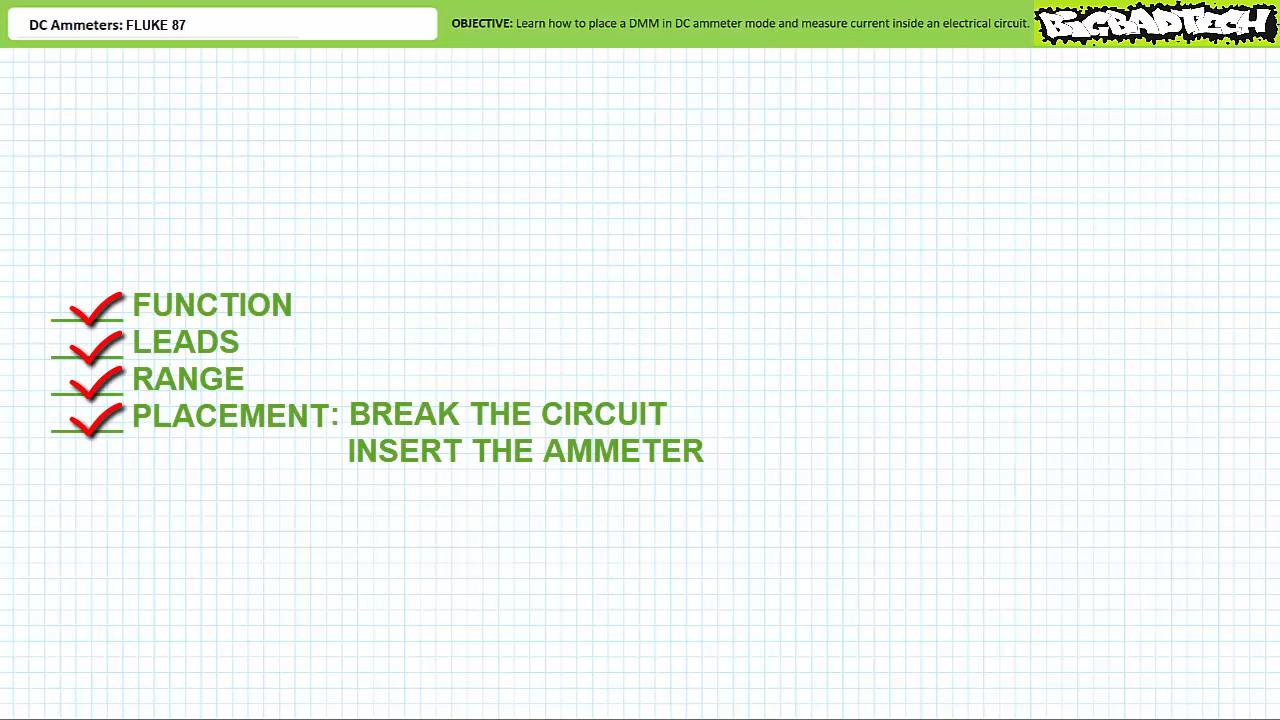 DC Ammeters: FLUKE 87
OBJECTIVE: Learn how to place a DMM in DC ammeter mode and measure current inside an electrical circuit.
BIGBADTECH
FUNCTION
LEADS
RANGE
PLACEMENT: BREAK THE CIRCUIT
INSERT THE AMMETER